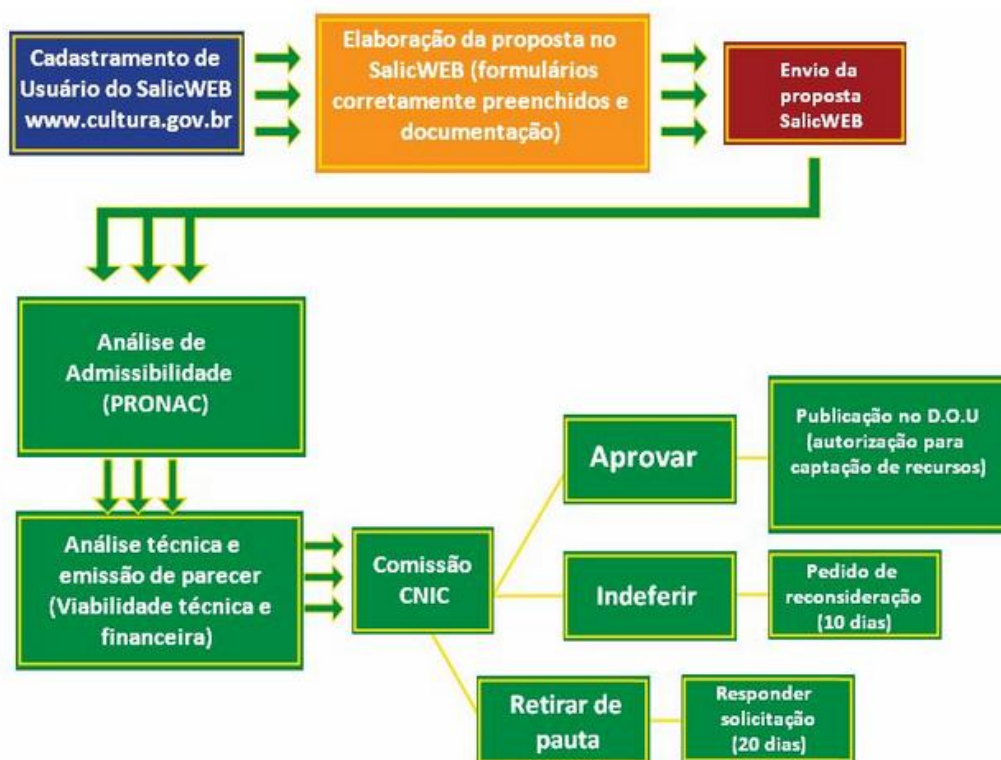 Cadastramento de
Usuário do SalicWEB
www.cultura.gov.br
Elaboração da proposta no
SalicWEB (formulários
corretamente preenchidos e
documentação)
Envio da
proposta
SalicWEB
Análise de
Admissibilidade
(PRONAC)
Análise técnica e
emissão de parecer
(Viabilidade técnica e
financeira)
Comissão
CNIC
Aprovar
Publicação no D.O.U
(autorização para
captação de recursos)
Indeferir
Pedido de
reconsideração
(10 dias)
Retirar de
pauta
Responder
solicitação
(20 dias)